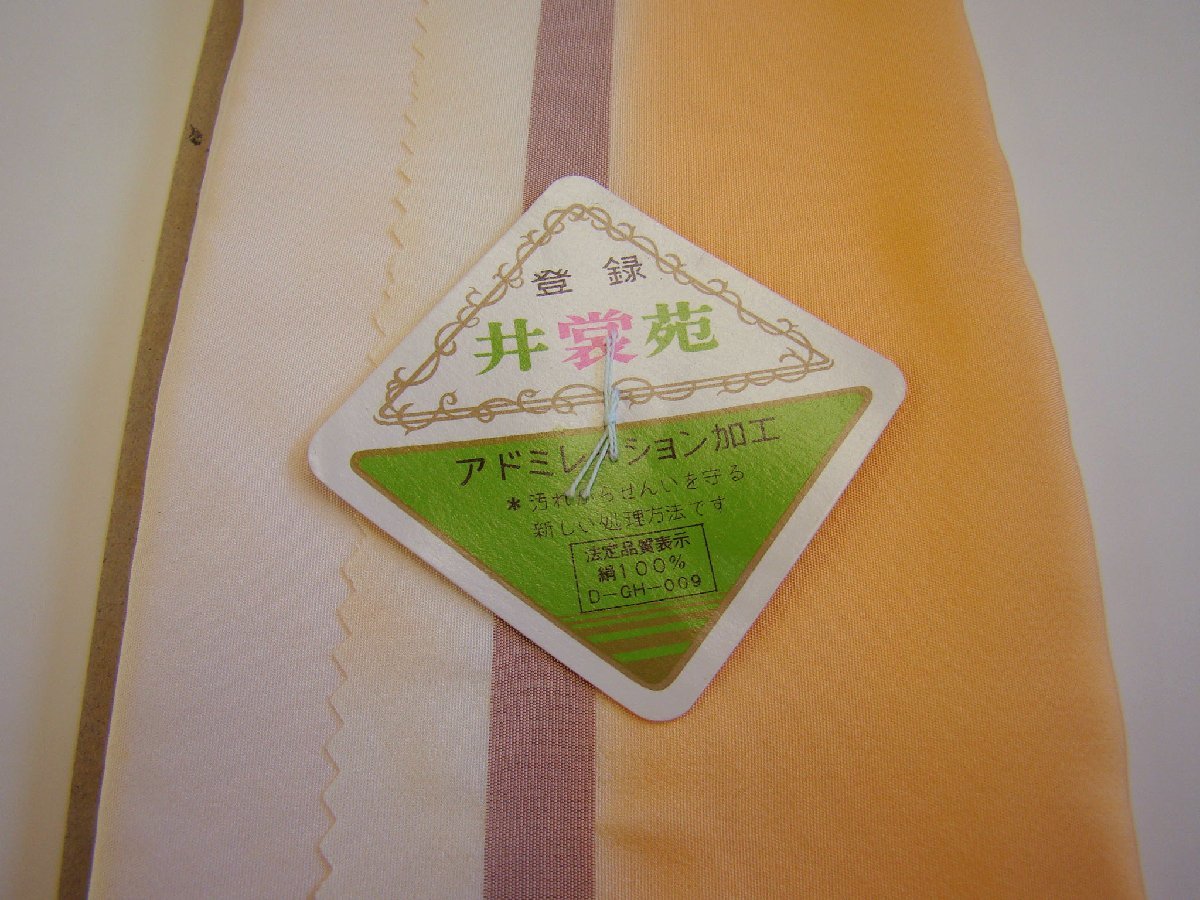 登録
井裳苑
アドミレーション加工
*汚れからせんいを守る
新しい処理方法です
法定品質表示
絹100%
D-GH-009